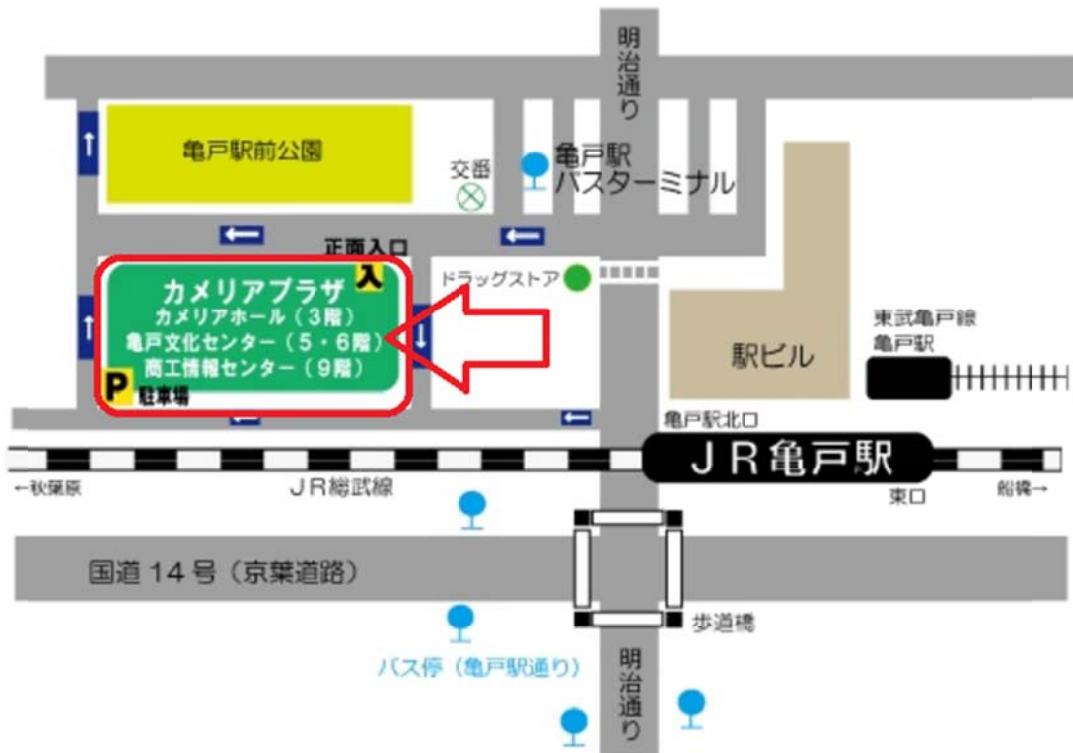 明治通り
亀戸駅前公園
交番
亀戸駅
バスターミナル
正面入口
入
カメリアプラザ
カメリアホール（3階）
亀戸文化センター（5・6階）
商工情報センター（9階）
P 駐車場
ドラッグストア
駅ビル
東武亀戸線
亀戸駅
亀戸駅北口
JR亀戸駅
←秋葉原
JR総武線
東口
船橋→
国道14号（京葉道路）
歩道橋
バス停（亀戸駅通り）
明治通り